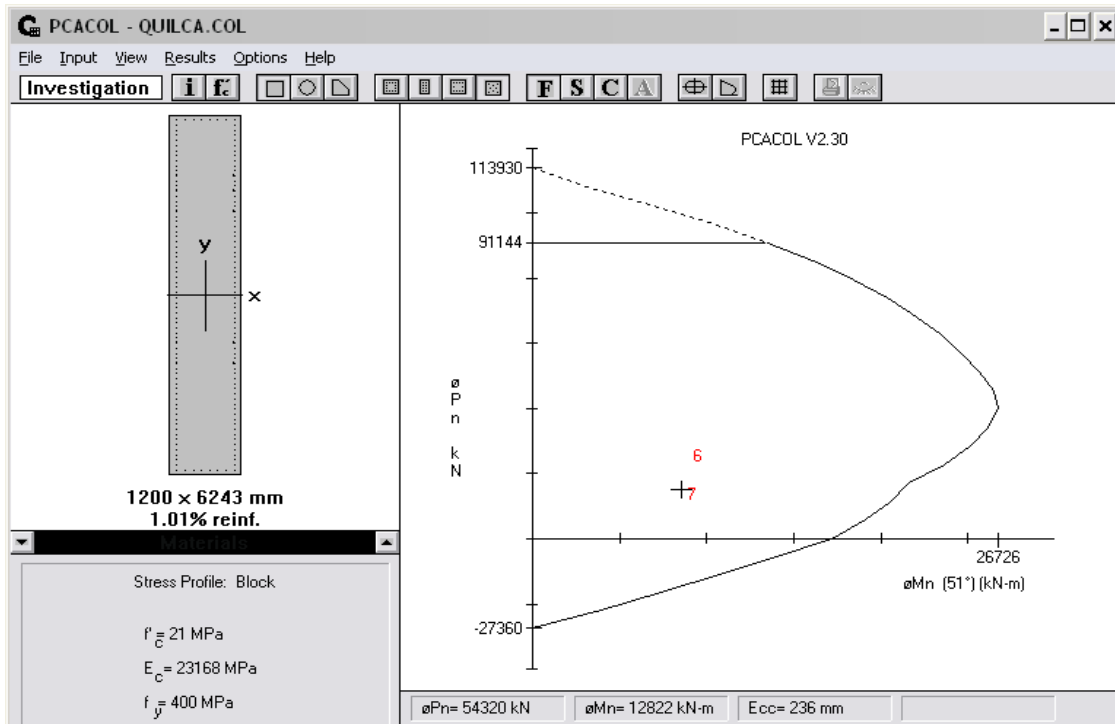 PCACOL - QUILCA.COL
File Input View Results Options Help
Investigation i f'c F S C A
y
x
1200 x 6243 mm
1.01% reinf.
Materials
Stress Profile: Block
f'c= 21 MPa
Ec= 23168 MPa
fy= 400 MPa
PCACOL V2.30
113930
91144
ø
P
n
k
N
6
7
26726
øMn (51°) (kN-m)
-27360
øPn= 54320 kN øMn= 12822 kN-m Ecc= 236 mm